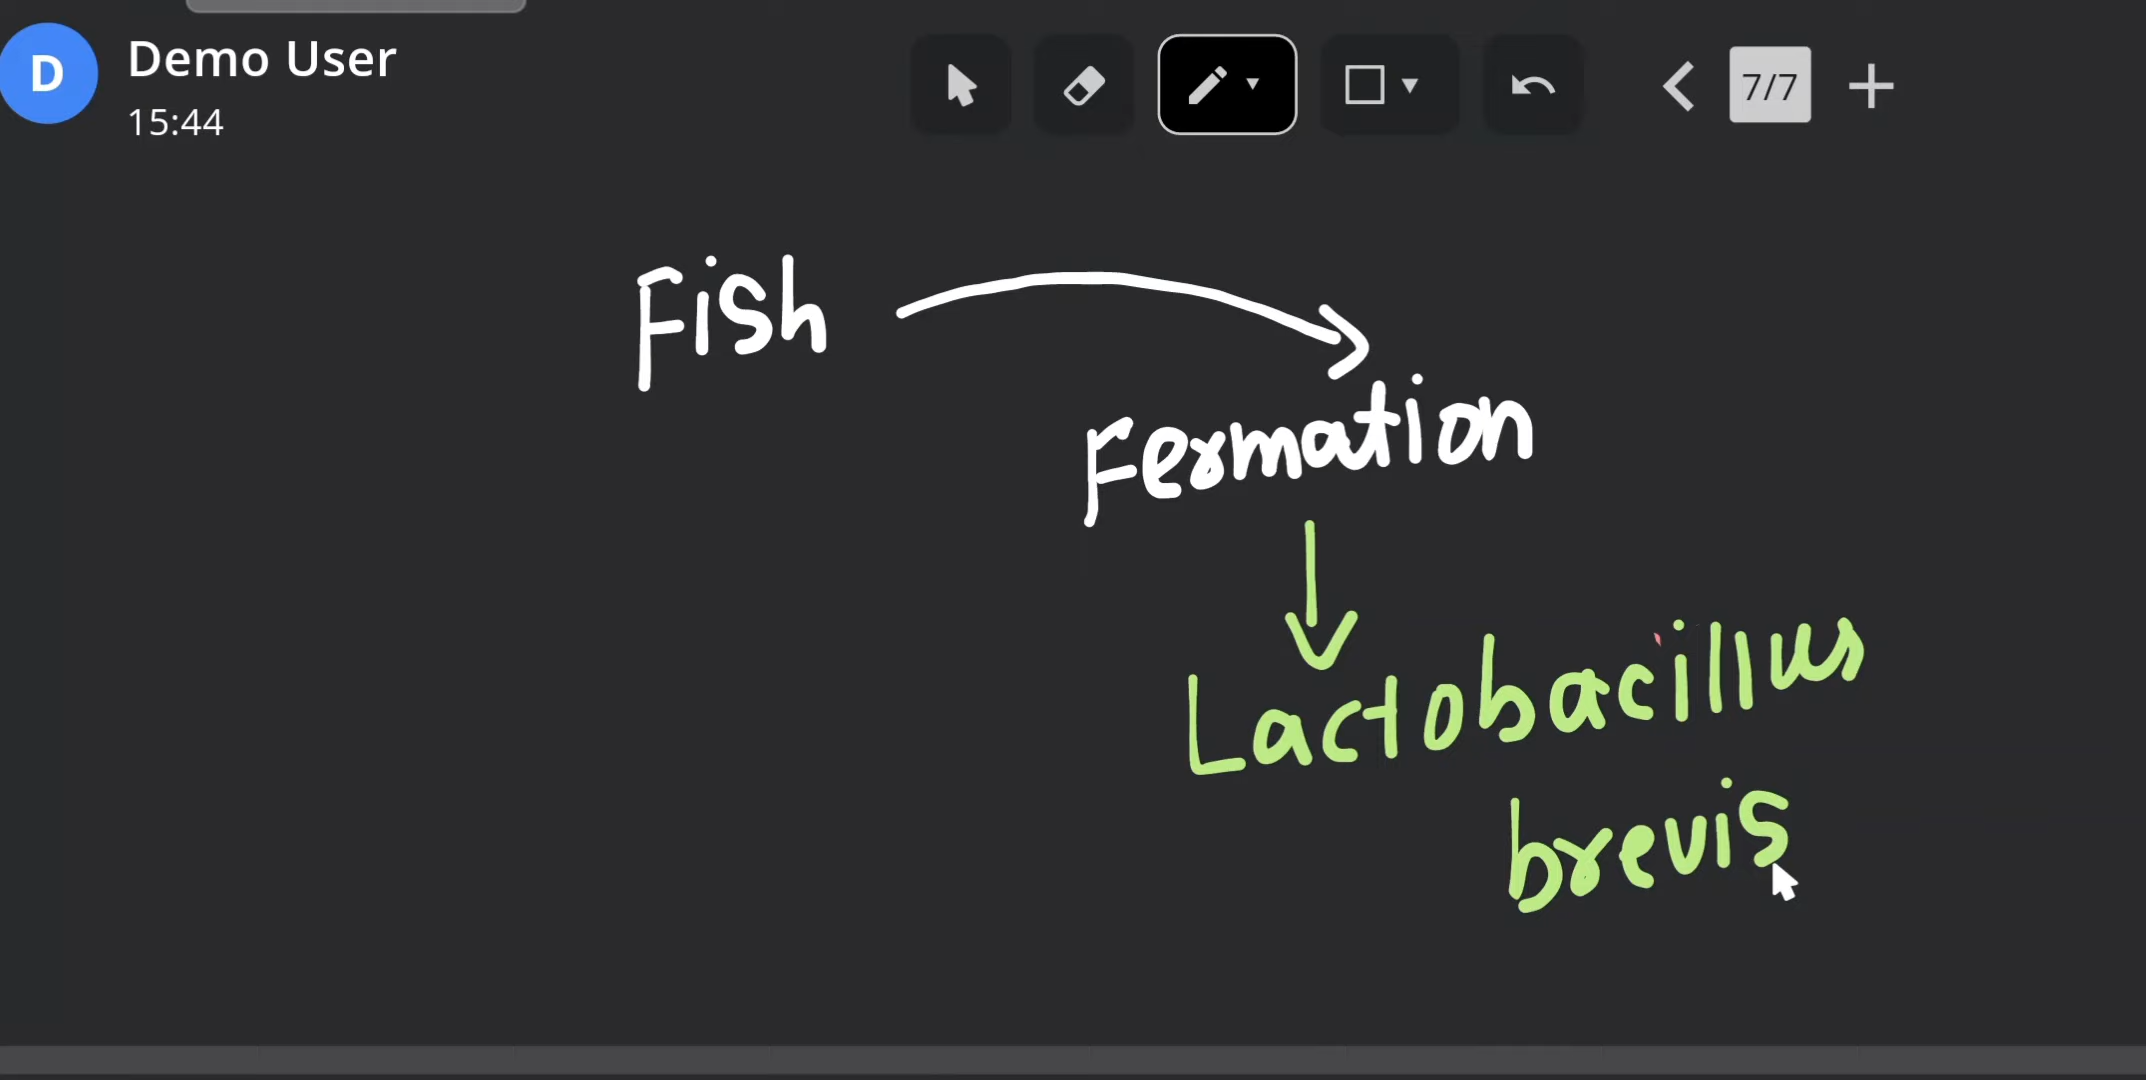 D
Demo User
15:44
7/7
Fish
Fermation
Lactobacillus
brevis